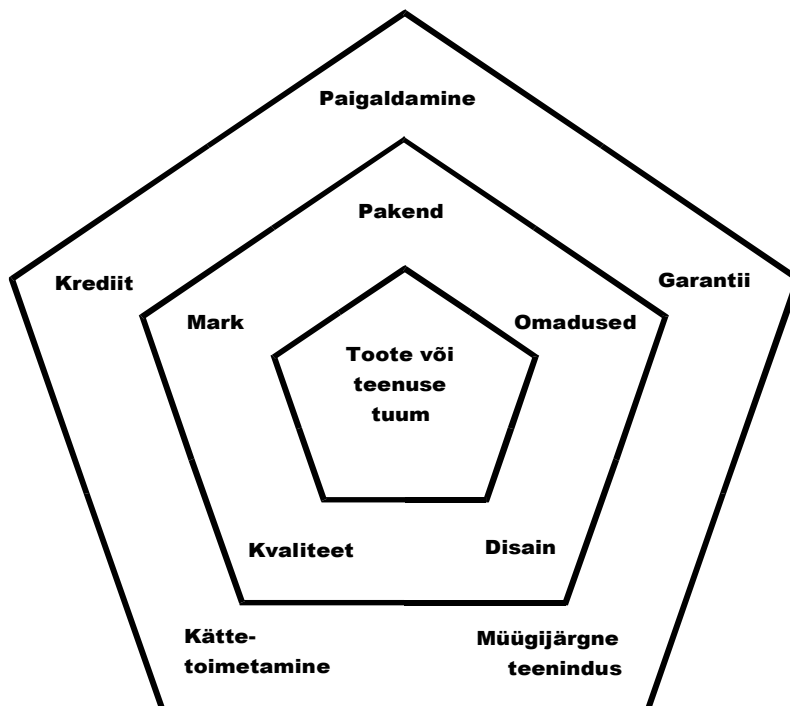 Paigaldamine
Pakend
Krediit
Garantii
Mark
Omadused
Toote või
teenuse
tuum
Kvaliteet
Disain
Kätte-
toimetamine
Müügijärgne
teenindus